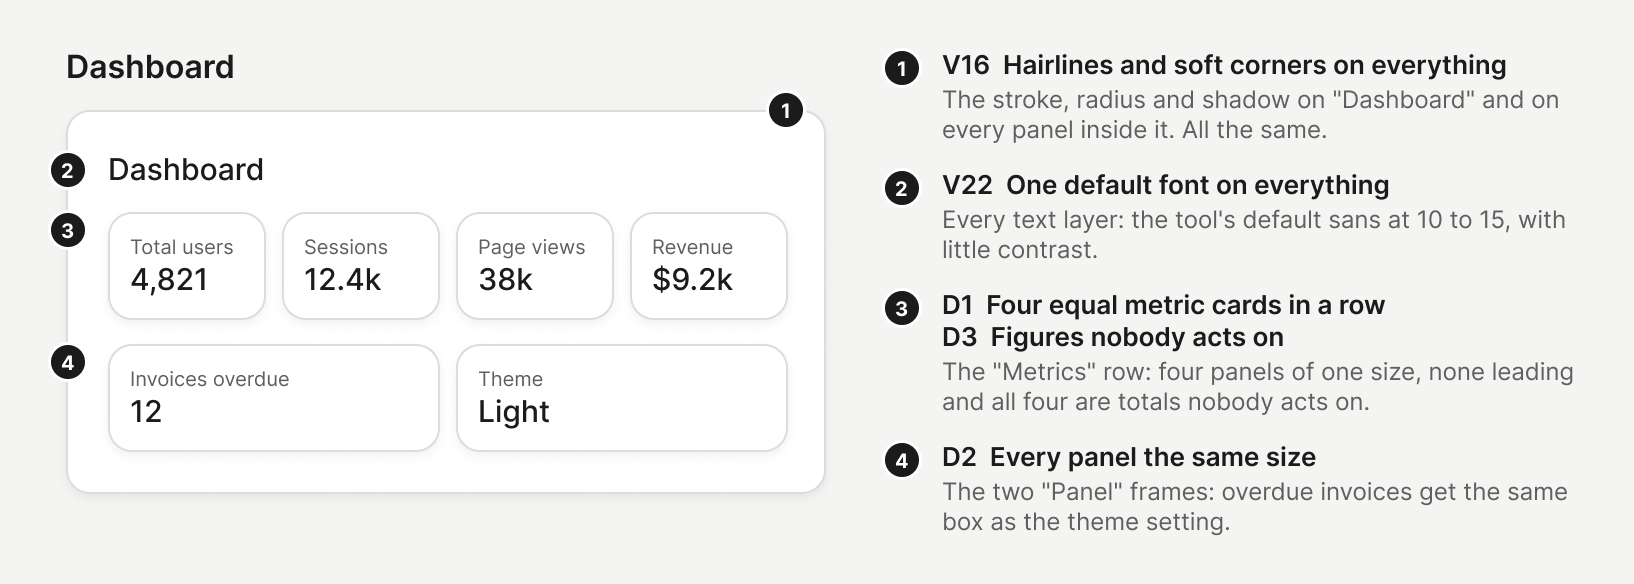 Dashboard
1
2
Dashboard
3
Total users
4,821
Sessions
12.4k
Page views
38k
Revenue
$9.2k
4
Invoices overdue
12
Theme
Light
1
V16 Hairlines and soft corners on everything
The stroke, radius and shadow on "Dashboard" and on
every panel inside it. All the same.
2
V22 One default font on everything
Every text layer: the tool's default sans at 10 to 15, with
little contrast.
3
D1 Four equal metric cards in a row
D3 Figures nobody acts on
The "Metrics" row: four panels of one size, none leading
and all four are totals nobody acts on.
4
D2 Every panel the same size
The two "Panel" frames: overdue invoices get the same
box as the theme setting.